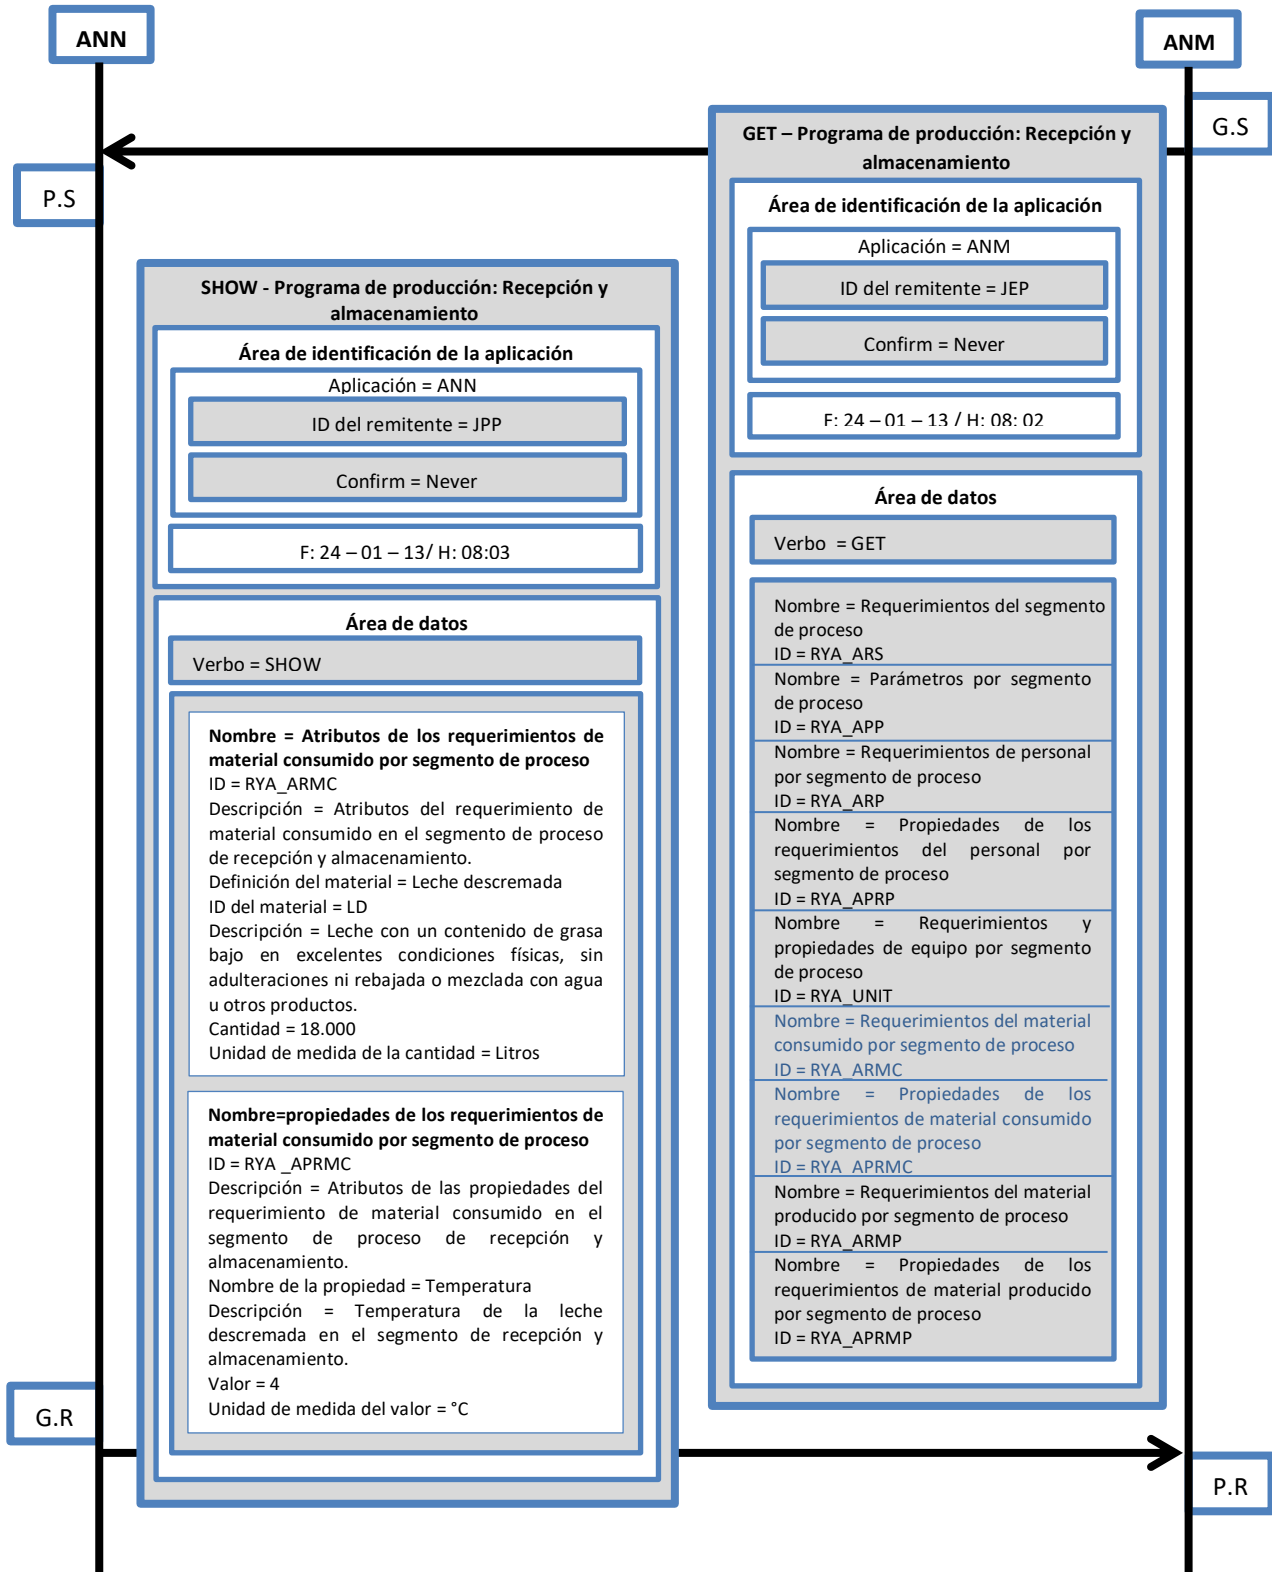 ANN
ANM
G.S
P.S
GET – Programa de producción: Recepción y
almacenamiento
Área de identificación de la aplicación
Aplicación = ANM
ID del remitente = JEP
Confirm = Never
F: 24 – 01 – 13 / H: 08: 02
Área de datos
Verbo = GET
Nombre = Requerimientos del segmento
de proceso
ID = RYA_ARS
Nombre = Parámetros por segmento
de proceso
ID = RYA_APP
Nombre = Requerimientos de personal
por segmento de proceso
ID = RYA_ARP
Nombre = Propiedades de los
requerimientos del personal por
segmento de proceso
ID = RYA_APRP
Nombre = Requerimientos y
propiedades de equipo por segmento
de proceso
ID = RYA_UNIT
Nombre = Requerimientos del material
consumido por segmento de proceso
ID = RYA_ARMC
Nombre = Propiedades de los
requerimientos de material consumido
por segmento de proceso
ID = RYA_APRMC
Nombre = Requerimientos del material
producido por segmento de proceso
ID = RYA_ARMP
Nombre = Propiedades de los
requerimientos de material producido
por segmento de proceso
ID = RYA_APRMP
SHOW - Programa de producción: Recepción y
almacenamiento
Área de identificación de la aplicación
Aplicación = ANN
ID del remitente = JPP
Confirm = Never
F: 24 – 01 – 13/ H: 08:03
Área de datos
Verbo = SHOW
Nombre = Atributos de los requerimientos de
material consumido por segmento de proceso
ID = RYA_ARMC
Descripción = Atributos del requerimiento de
material consumido en el segmento de proceso
de recepción y almacenamiento.
Definición del material = Leche descremada
ID del material = LD
Descripción = Leche con un contenido de grasa
bajo en excelentes condiciones físicas, sin
adulteraciones ni rebajada o mezclada con agua
u otros productos.
Cantidad = 18.000
Unidad de medida de la cantidad = Litros
Nombre=propiedades de los requerimientos de
material consumido por segmento de proceso
ID = RYA _APRMC
Descripción = Atributos de las propiedades del
requerimiento de material consumido en el
segmento de proceso de recepción y
almacenamiento.
Nombre de la propiedad = Temperatura
Descripción = Temperatura de la leche
descremada en el segmento de recepción y
almacenamiento.
Valor = 4
Unidad de medida del valor = °C
G.R
P.R